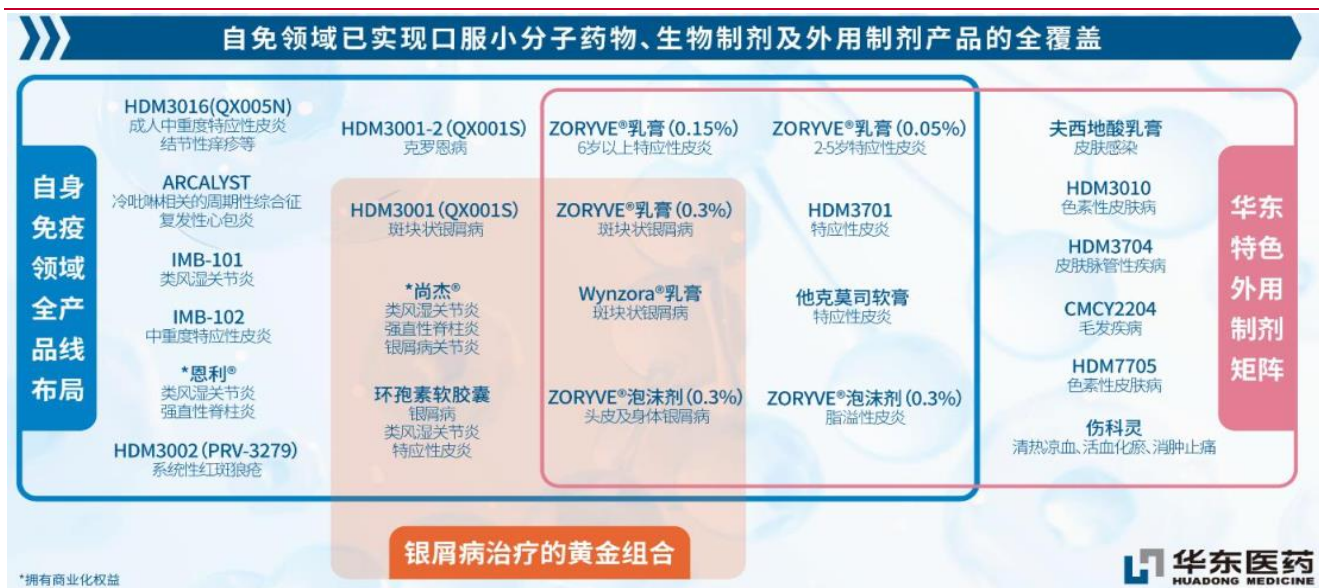 自免领域已实现口服小分子药物、生物制剂及外用制剂产品的全覆盖
自身
免疫
领域
全产
品线
布局
HDM3016(QX005N)
成人中重度特应性皮炎
结节性痒疹等
ARCALYST
冷吡啉相关的周期性综合征
复发性心包炎
IMB-101
类风湿关节炎
IMB-102
中重度特应性皮炎
*恩利®
类风湿关节炎
强直性脊柱炎
HDM3002(PRV-3279)
系统性红斑狼疮
HDM3001-2(QX001S)
克罗恩病
HDM3001(QX001S)
斑块状银屑病
*尚杰®
类风湿关节炎
强直性脊柱炎
银屑病关节炎
环孢素软胶囊
银屑病
类风湿关节炎
特应性皮炎
ZORYVE®乳膏(0.15%)
6岁以上特应性皮炎
ZORYVE®乳膏(0.3%)
斑块状银屑病
Wynzora®乳膏
斑块状银屑病
ZORYVE®泡沫剂(0.3%)
头皮及身体银屑病
ZORYVE®乳膏(0.05%)
2-5岁特应性皮炎
HDM3701
特应性皮炎
他克莫司软膏
特应性皮炎
ZORYVE®泡沫剂(0.3%)
脂溢性皮炎
夫西地酸乳膏
皮肤感染
HDM3010
色素性皮肤病
HDM3704
皮肤脉管性疾病
CMCY2204
毛发疾病
HDM7705
色素性皮肤病
伤科灵
清热凉血、活血化瘀、消肿止痛
华东
特色
外用
制剂
矩阵
银屑病治疗的黄金组合
*拥有商业化权益
华东医药
HUADONG MEDICINE